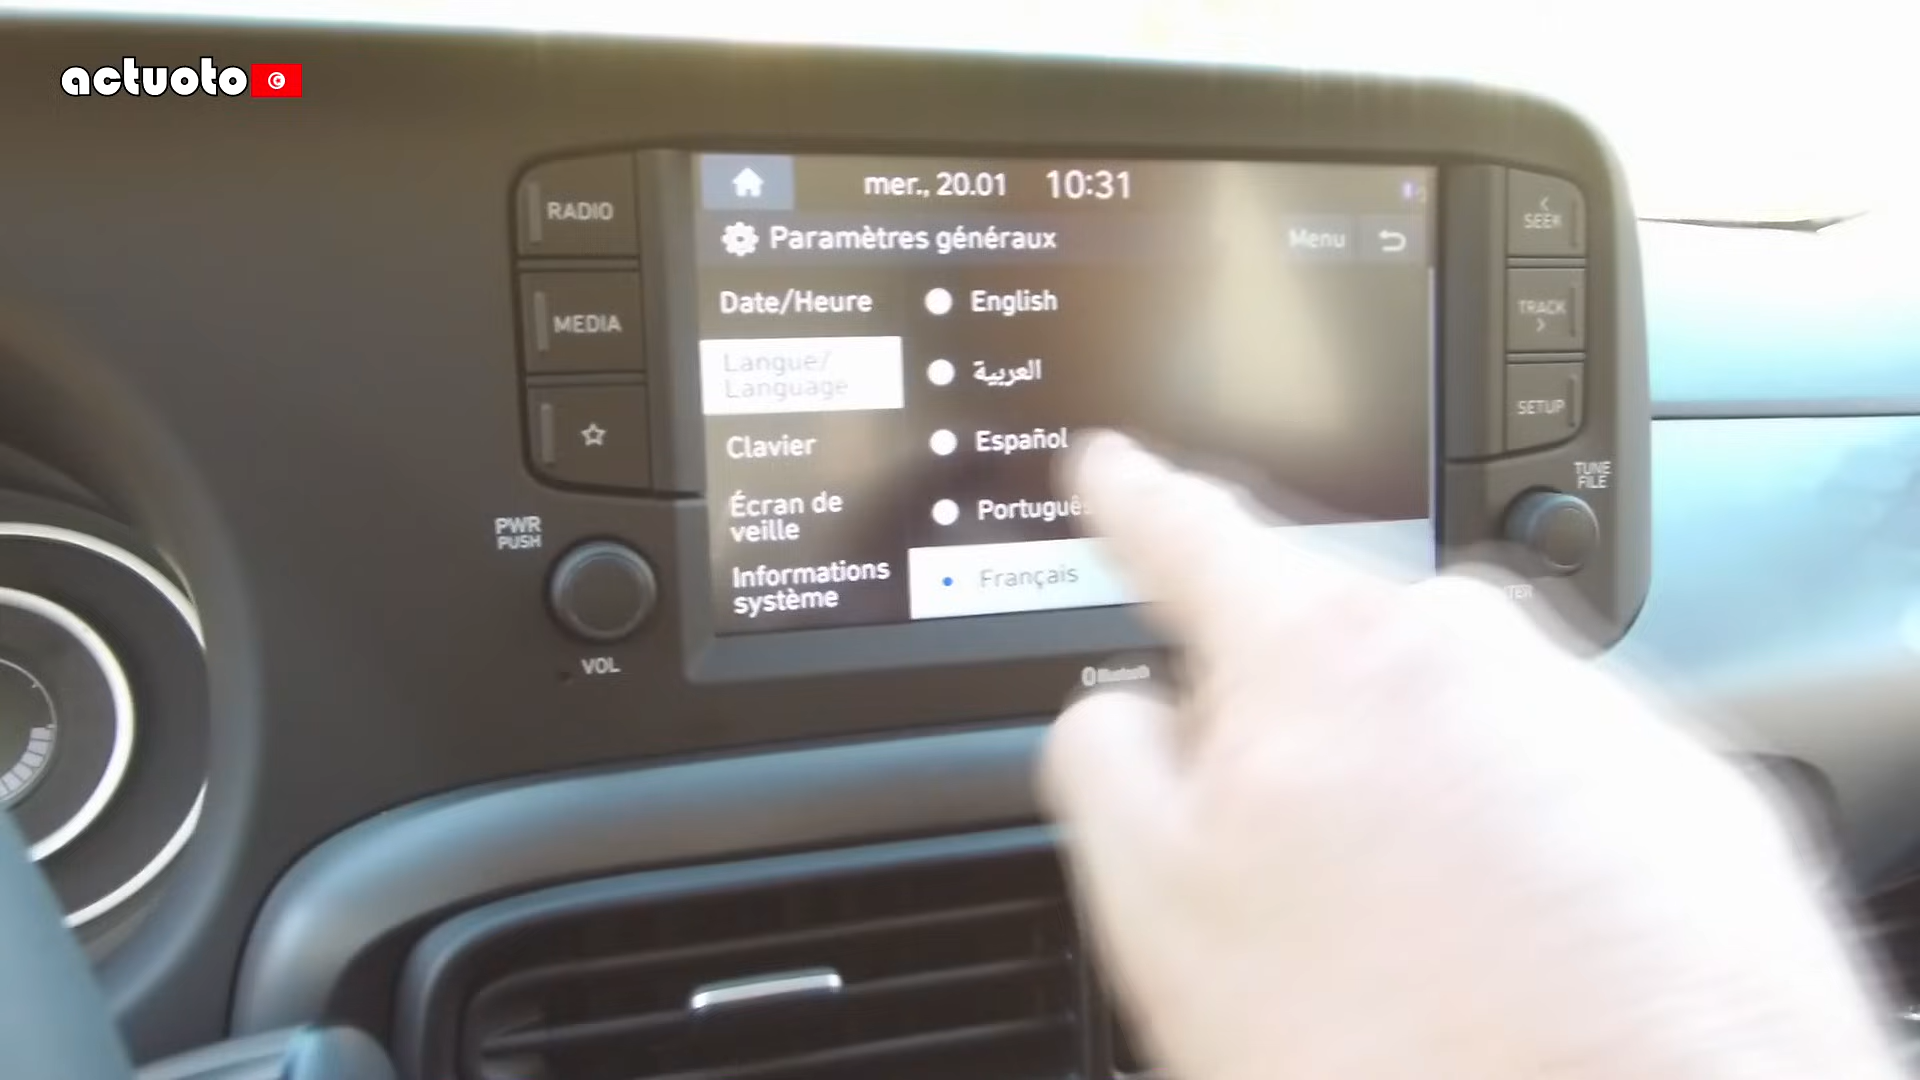 actuoto
RADIO
MEDIA
PWR
PUSH
VOL
mer., 20.01 10:31
Paramètres généraux
Menu
Date/Heure
Langue/
Language
Clavier
Écran de
veille
Informations
système
English
العربية
Español
Français
Bluetooth
SEEK
TRACK
SETUP
TUNE
FILE